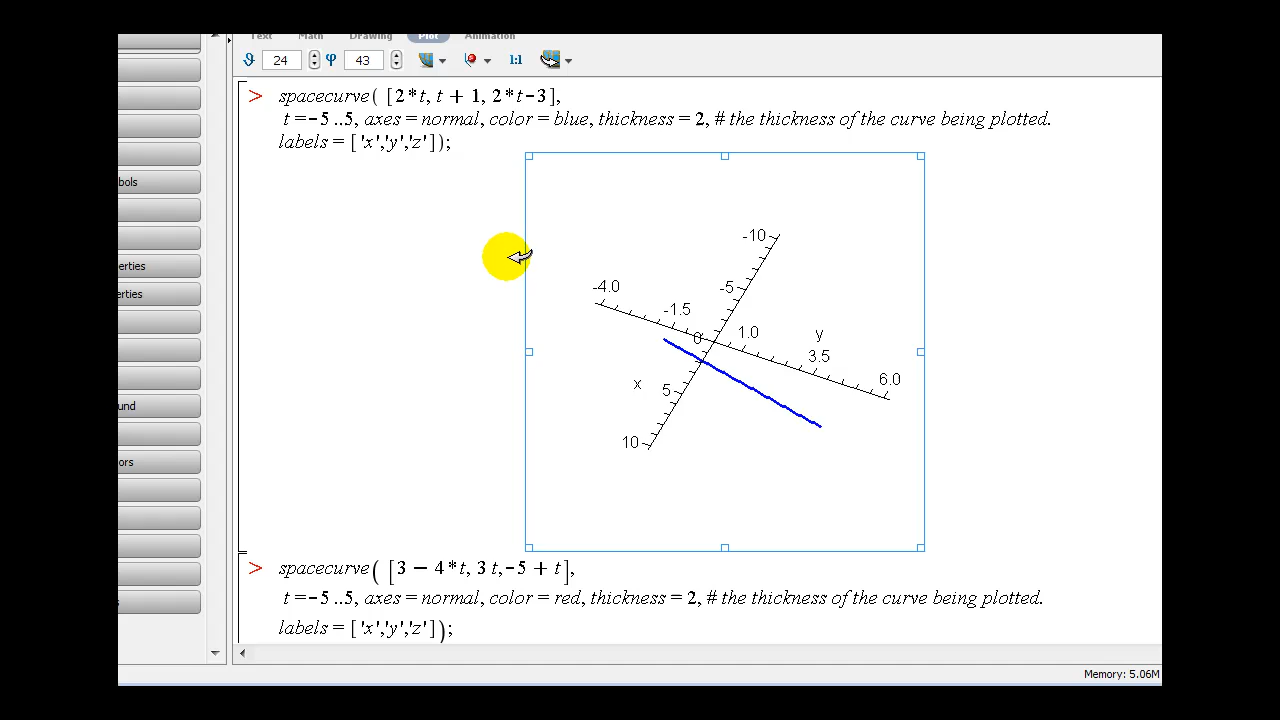 Text Math Drawing Plot Animation
ϑ 24 φ 43 1:1
> spacecurve( [2*t, t + 1, 2*t-3],
t = -5 ..5, axes = normal, color = blue, thickness = 2, # the thickness of the curve being plotted.
labels = ['x','y','z']);
bols
erties
erties
und
ors
s
-10
-5
-4.0
-1.5
0
1.0
y
3.5
6.0
x
5
10
> spacecurve( [3 - 4*t, 3 t,-5 + t],
t = -5 ..5, axes = normal, color = red, thickness = 2, # the thickness of the curve being plotted.
labels = ['x','y','z']);
Memory: 5.06M